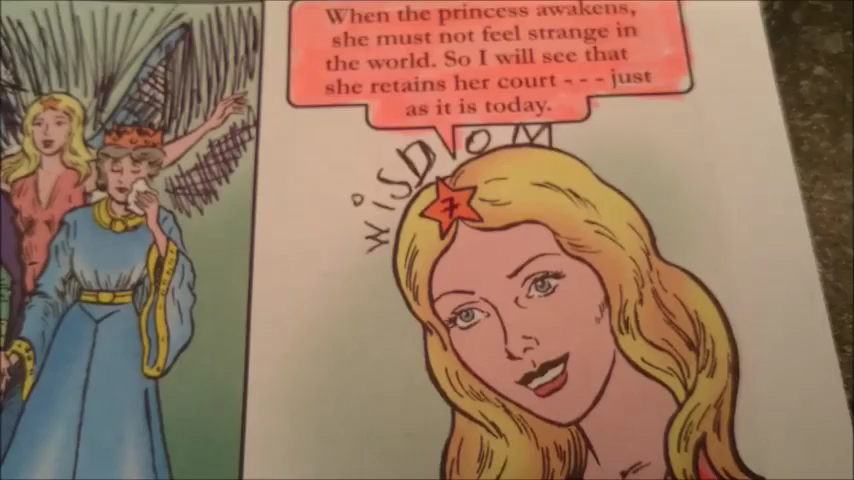 When the princess awakens,
she must not feel strange in
the world. So I will see that
she retains her court - - - just
as it is today.
WiSDOM
7